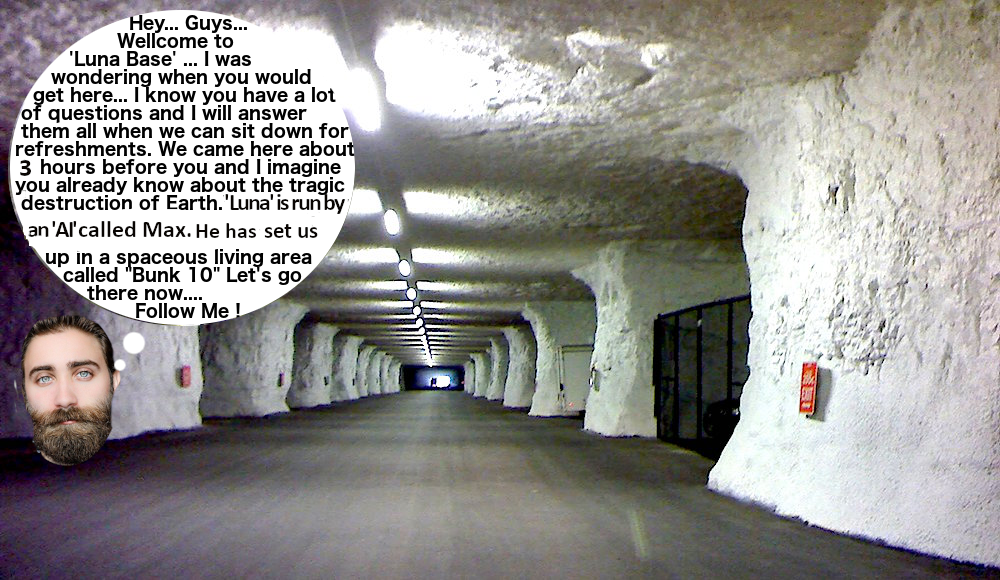 Hey... Guys...
Wellcome to
'Luna Base' ... I was
wondering when you would
get here... I know you have a lot
of questions and I will answer
them all when we can sit down for
refreshments. We came here about
3 hours before you and I imagine
you already know about the tragic
destruction of Earth.'Luna' is run by
an 'AI' called Max. He has set us
up in a spaceous living area
called "Bunk 10" Let's go
there now....
Follow Me !